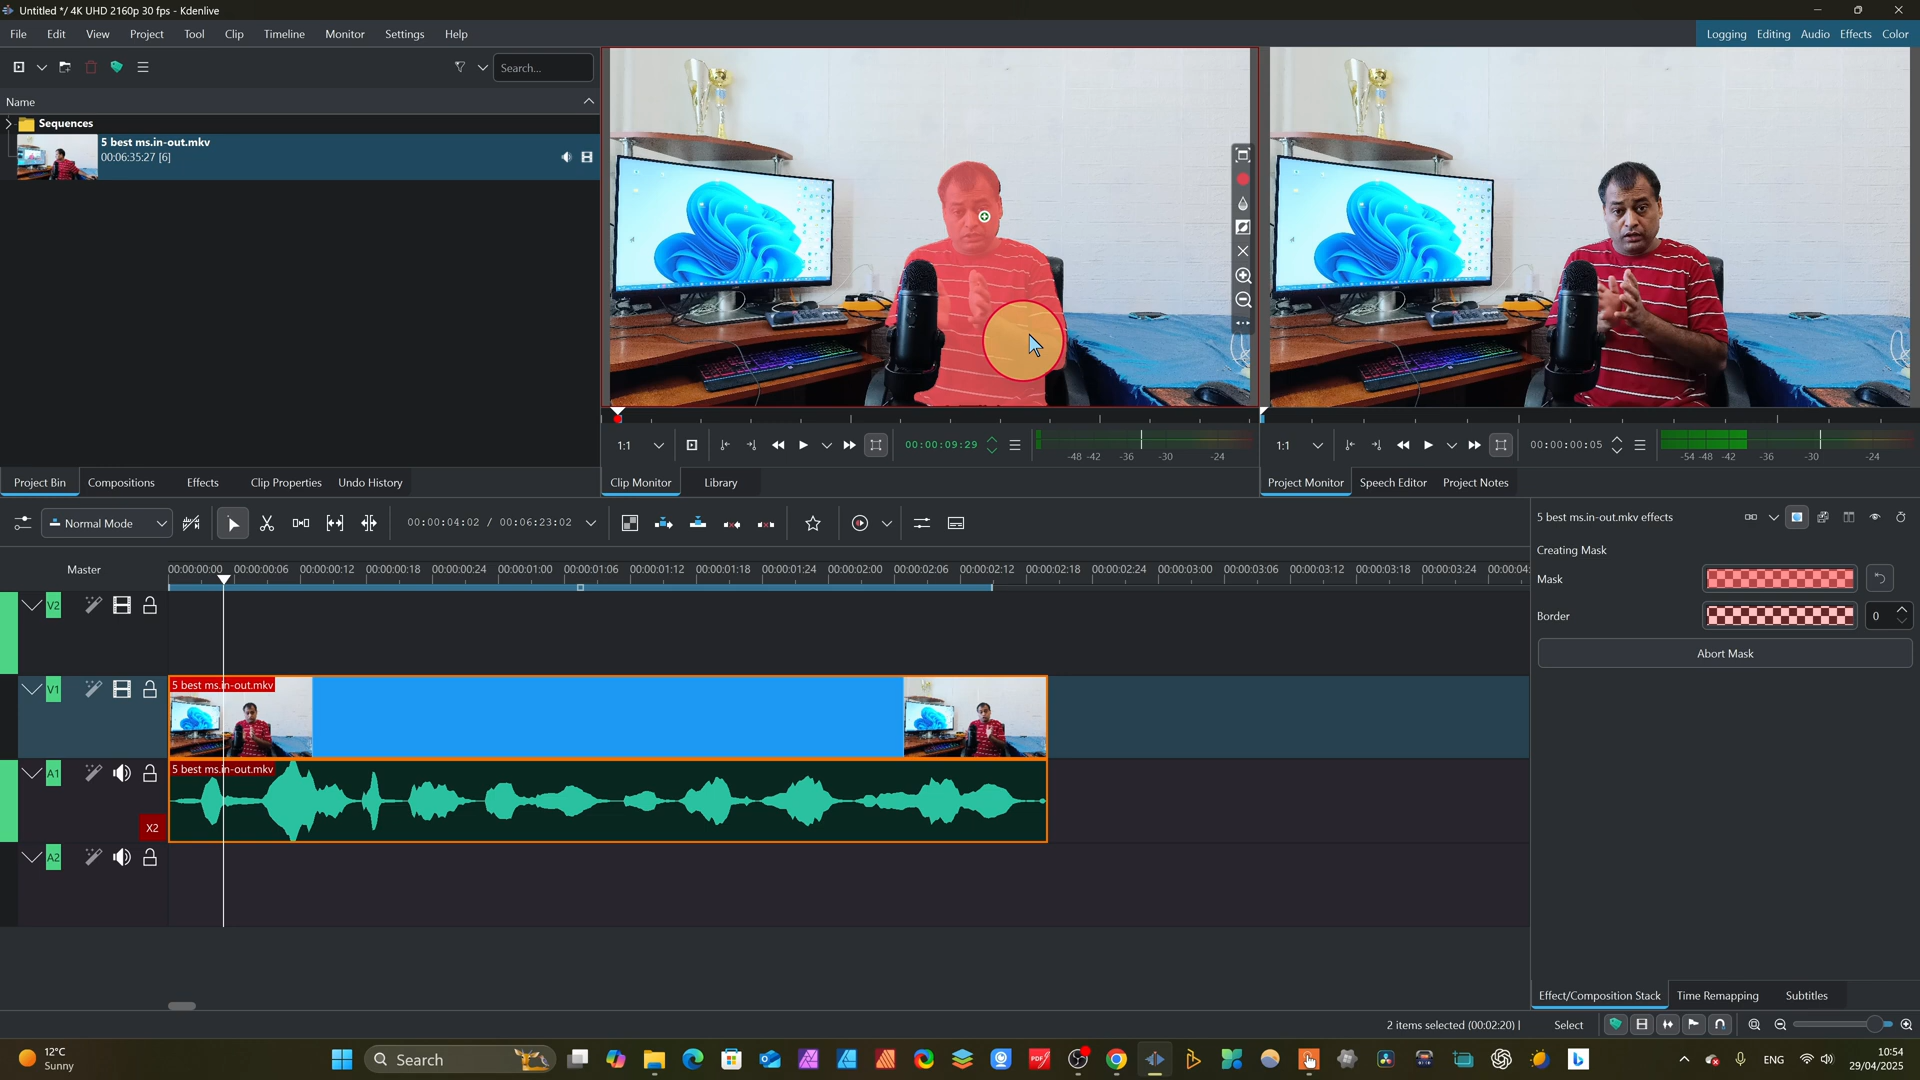 Untitled */ 4K UHD 2160p 30 fps - Kdenlive
File Edit View Project Tool Clip Timeline Monitor Settings Help
Logging Editing Audio Effects Color
Search...
Name
Sequences
5 best ms.in-out.mkv
00:06:35:27 [6]
1:1 00:00:09:29 -48 -42 -36 -30 -24
1:1 00:00:00:05 -54 -48 -42 -36 -30 -24
Project Bin Compositions Effects Clip Properties Undo History
Clip Monitor Library
Project Monitor Speech Editor Project Notes
Normal Mode 00:00:04:02 / 00:06:23:02
5 best ms.in-out.mkv effects
Creating Mask
Mask
Border 0
Abort Mask
Master
00:00:00:00 00:00:00:06 00:00:00:12 00:00:00:18 00:00:00:24 00:00:01:00 00:00:01:06 00:00:01:12 00:00:01:18 00:00:01:24 00:00:02:00 00:00:02:06 00:00:02:12 00:00:02:18 00:00:02:24 00:00:03:00 00:00:03:06 00:00:03:12 00:00:03:18 00:00:03:24 00:00:04:
V2
V1
5 best ms.in-out.mkv
A1
5 best ms.in-out.mkv
X2
A2
Effect/Composition Stack Time Remapping Subtitles
2 items selected (00:02:20) | Select
12°C
Sunny
Search
PDF
ENG
10:54
29/04/2025